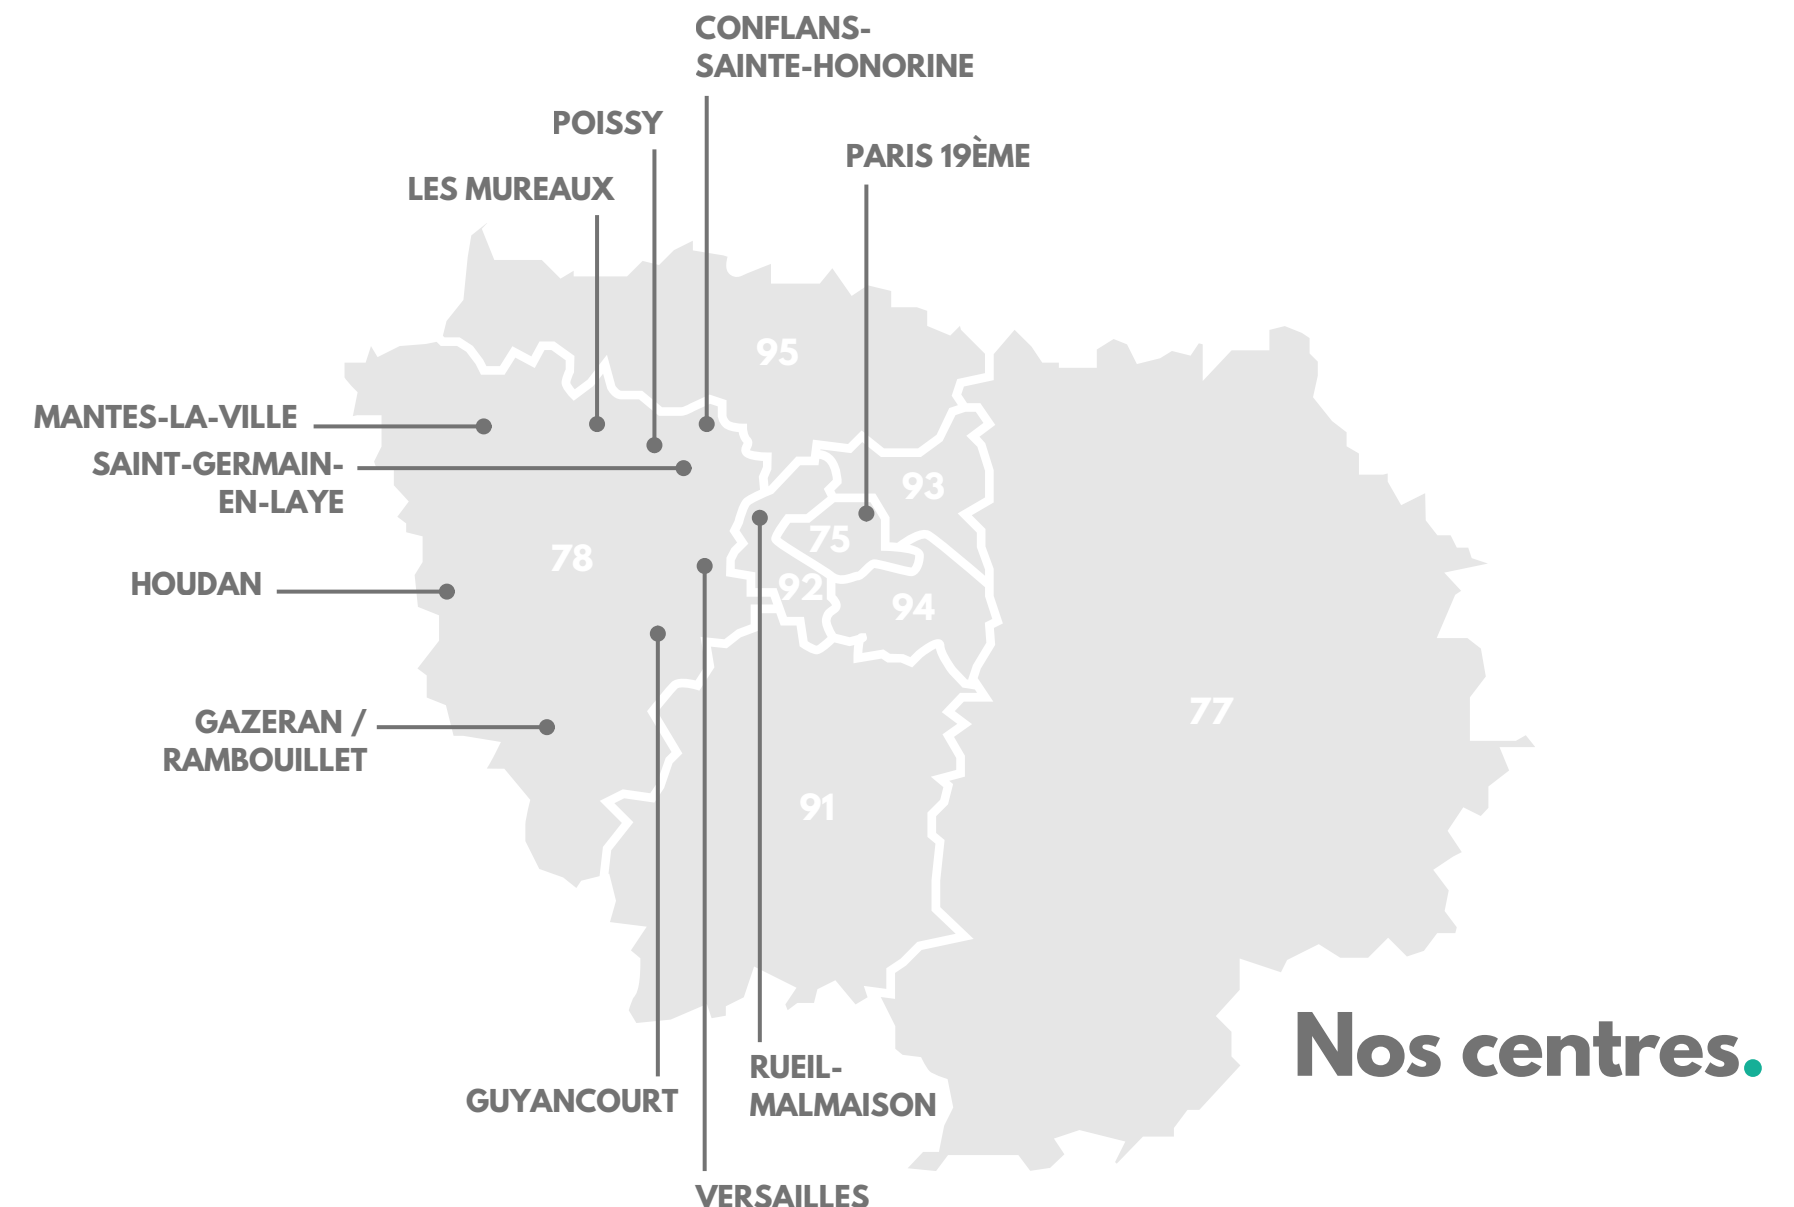 CONFLANS-
SAINTE-HONORINE
POISSY
PARIS 19ÈME
LES MUREAUX
95
MANTES-LA-VILLE
SAINT-GERMAIN-
EN-LAYE
93
75
78
HOUDAN
92
94
GAZERAN /
RAMBOUILLET
77
91
Nos centres.
RUEIL-
MALMAISON
GUYANCOURT
VERSAILLES